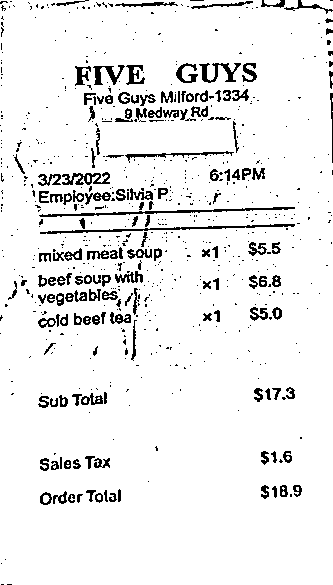 FIVE GUYS
Five Guys Milford-1334
9 Medway Rd
3/23/2022 6:14PM
Employee:Silvia P
mixed meat soup ×1 $5.5
beef soup with
vegetables ×1 $6.8
cold beef tea ×1 $5.0
Sub Total $17.3
Sales Tax $1.6
Order Total $18.9